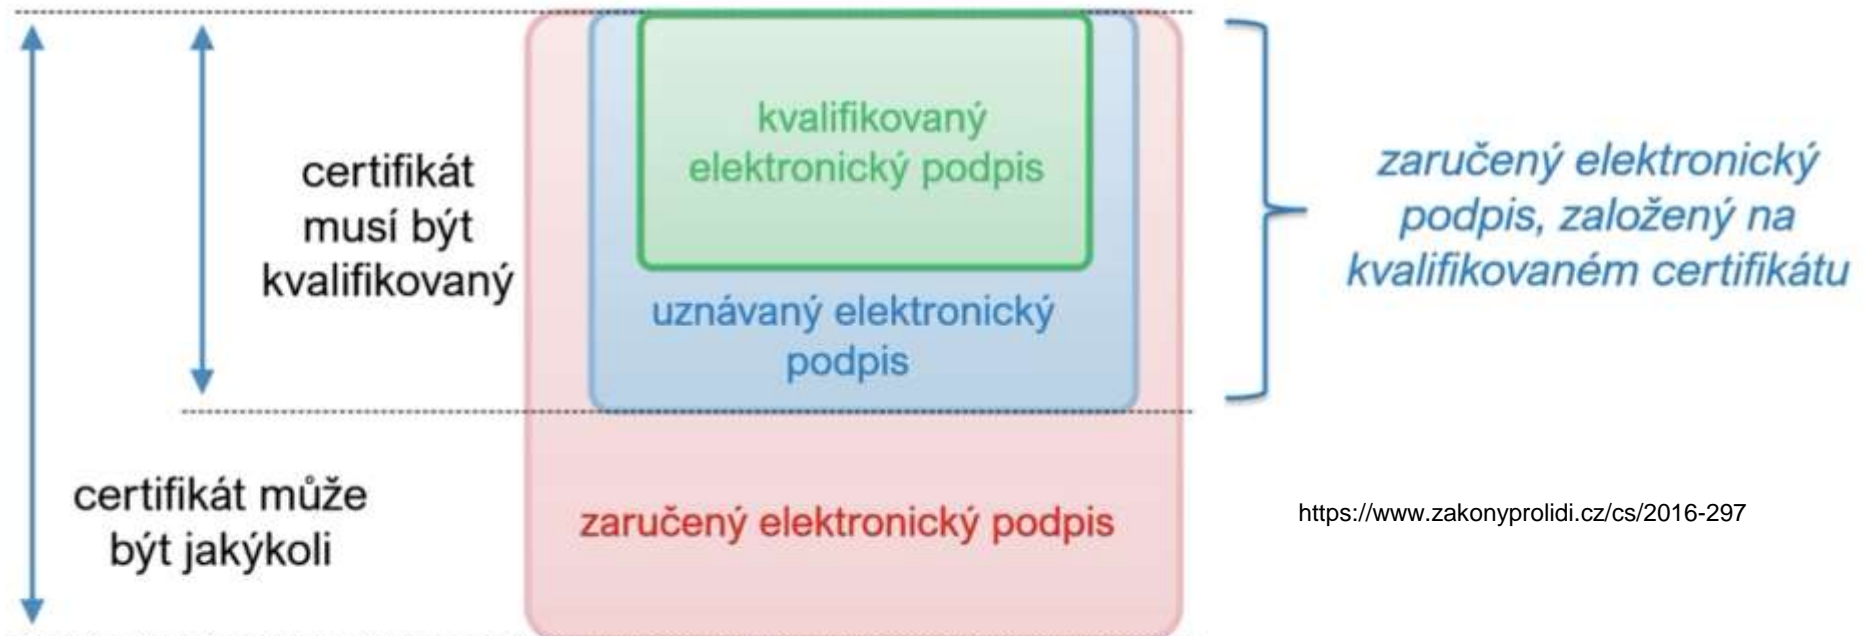 certifikát
musí být
kvalifikovaný
certifikát může
být jakýkoli
kvalifikovaný
elektronický podpis
uznávaný elektronický
podpis
zaručený elektronický podpis
zaručený elektronický
podpis, založený na
kvalifikovaném certifikátu
https://www.zakonyprolidi.cz/cs/2016-297